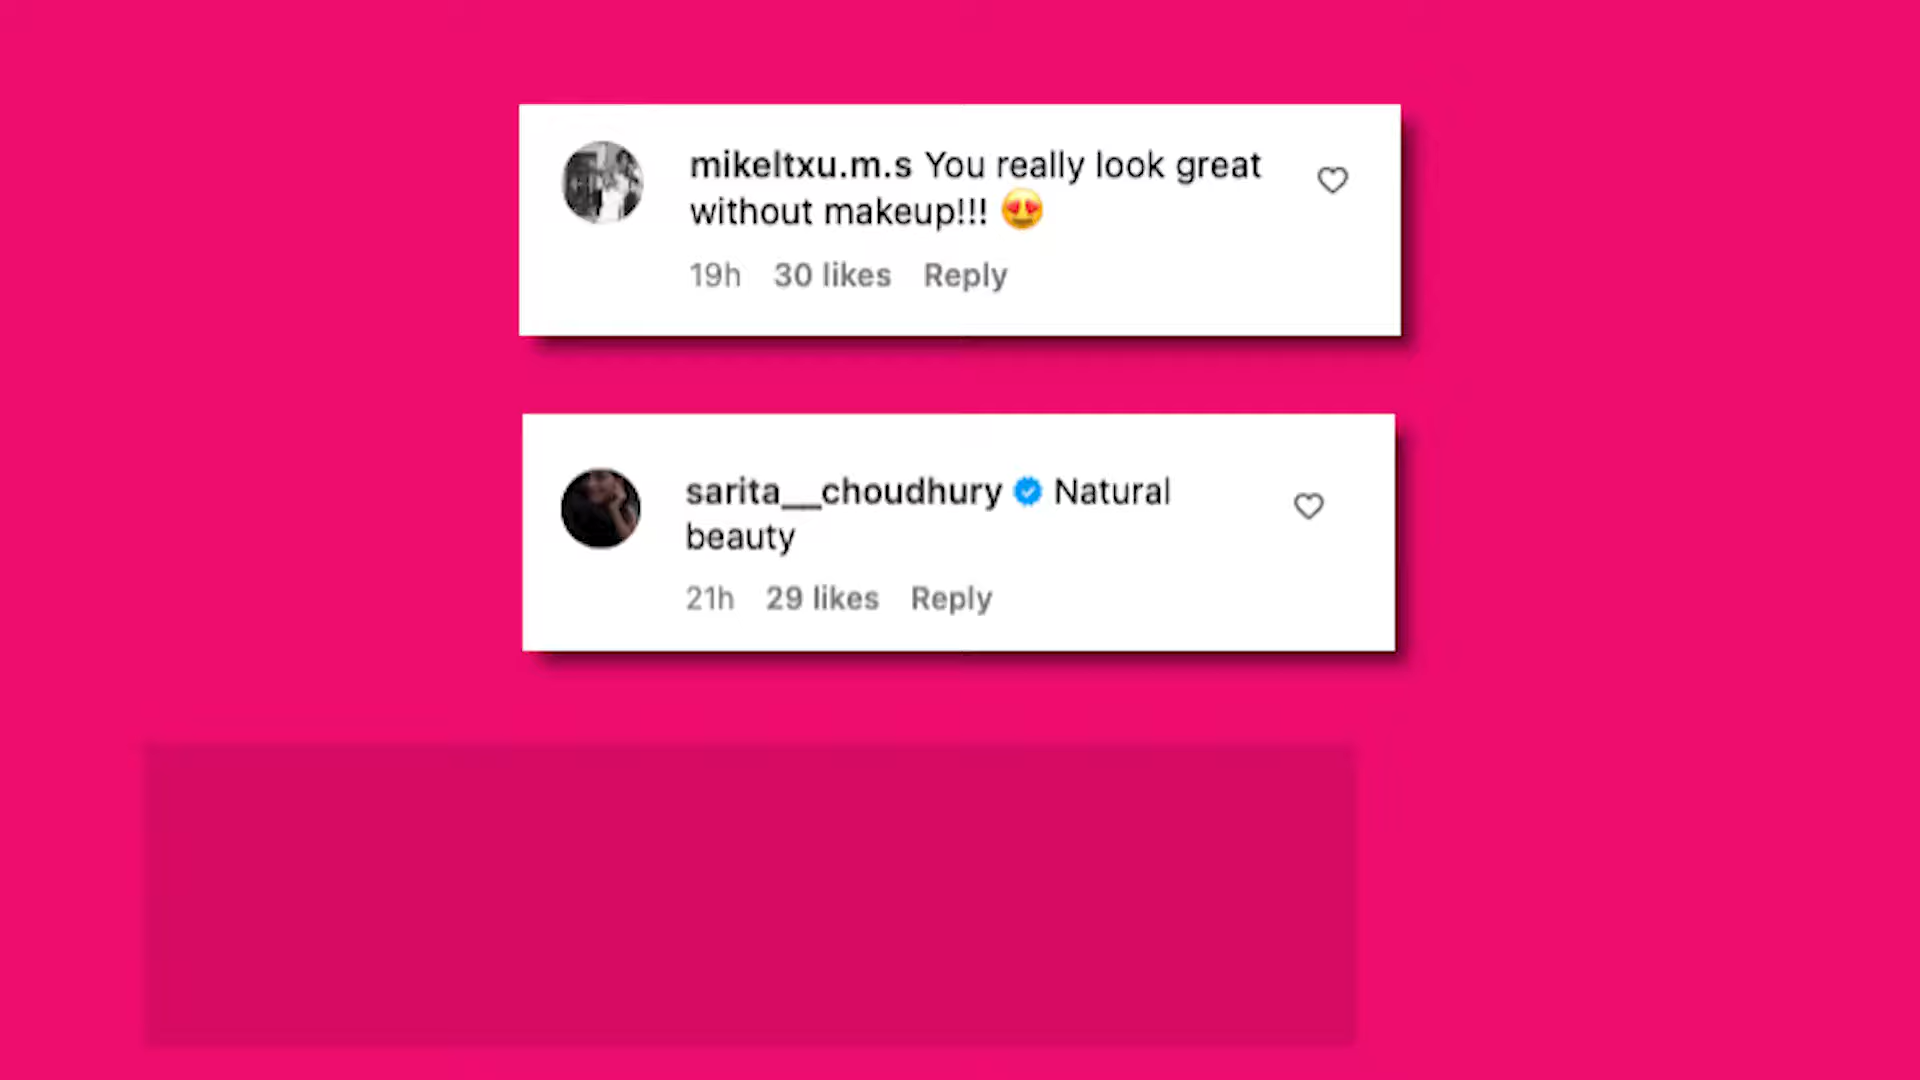 mikeltxu.m.s You really look great
without makeup!!! 😍
19h 30 likes Reply
sarita__choudhury Natural
beauty
21h 29 likes Reply